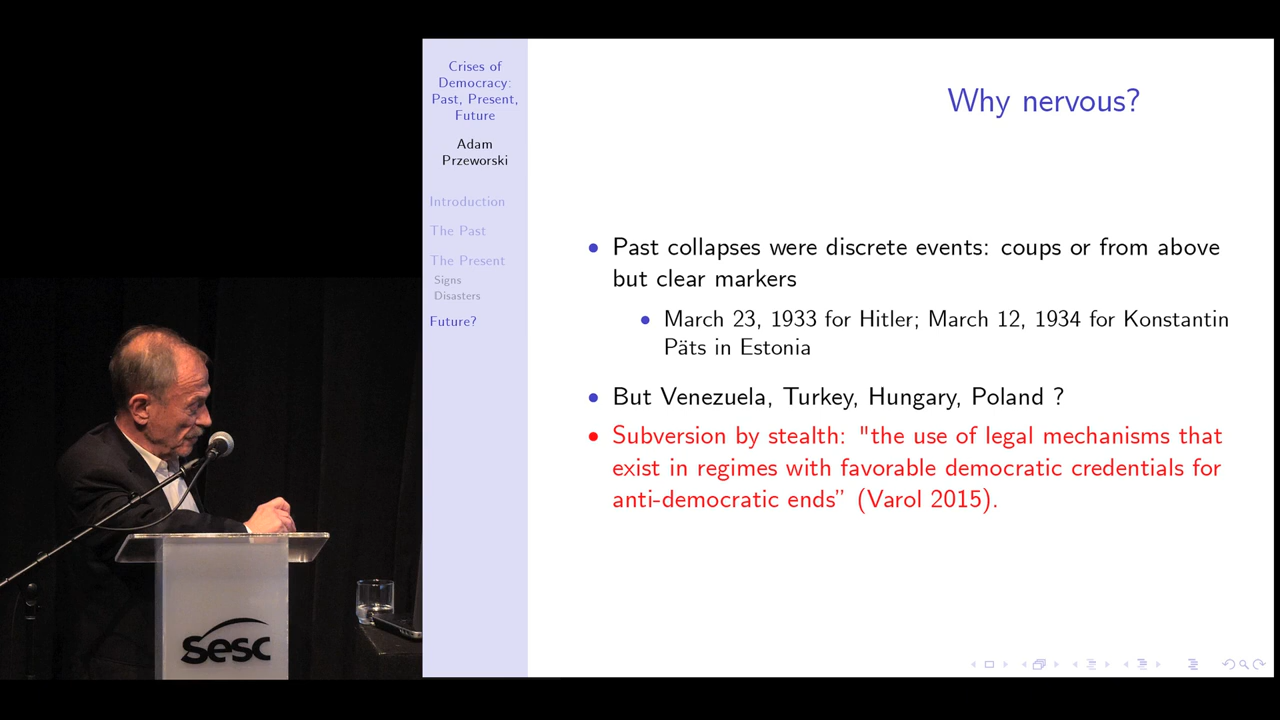 Crises of
Democracy:
Past, Present,
Future
Adam
Przeworski
Introduction
The Past
The Present
Signs
Disasters
Future?
Why nervous?
• Past collapses were discrete events: coups or from above
but clear markers
• March 23, 1933 for Hitler; March 12, 1934 for Konstantin
Päts in Estonia
• But Venezuela, Turkey, Hungary, Poland ?
• Subversion by stealth: "the use of legal mechanisms that
exist in regimes with favorable democratic credentials for
anti-democratic ends” (Varol 2015).
sesc